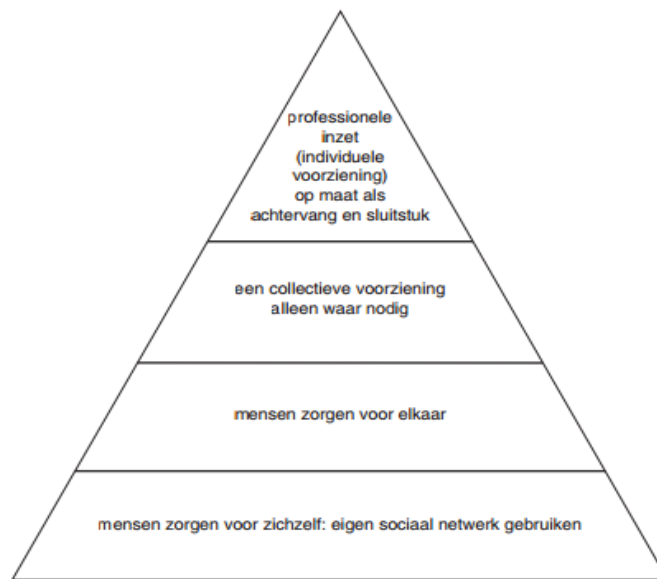 professionele
inzet
(individuele
voorziening)
op maat als
achtervang en sluitstuk
een collectieve voorziening
alleen waar nodig
mensen zorgen voor elkaar
mensen zorgen voor zichzelf: eigen sociaal netwerk gebruiken